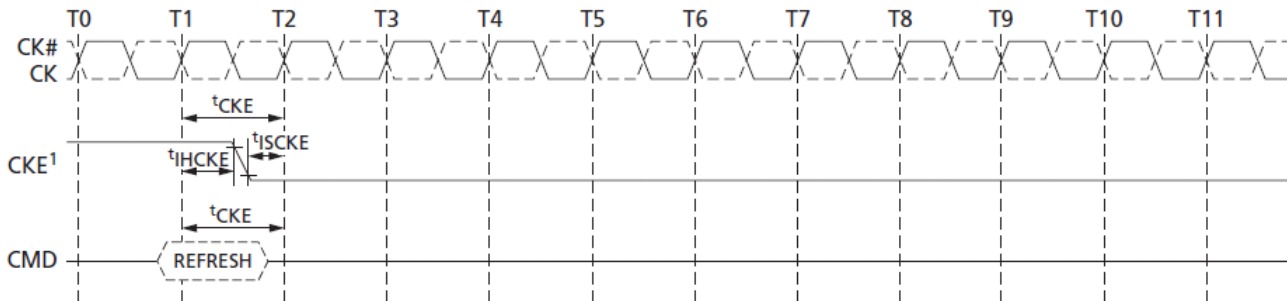 T0 T1 T2 T3 T4 T5 T6 T7 T8 T9 T10 T11
CK#
CK
tCKE
tISCKE
CKE1
tIHCKE
tCKE
CMD
REFRESH